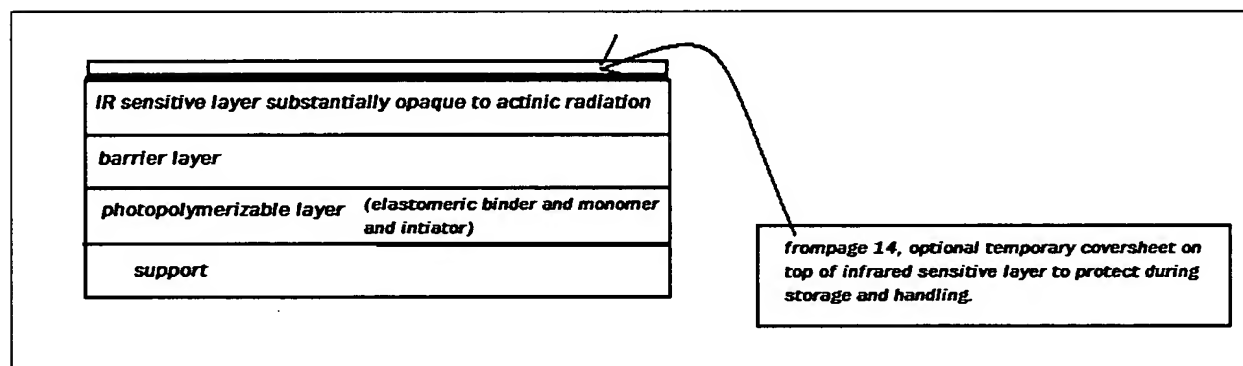 IR sensitive layer substantially opaque to actinic radiation
barrier layer
photopolymerizable layer (elastomeric binder and monomer
and intiator)
support
frompage 14, optional temporary coversheet on
top of infrared sensitive layer to protect during
storage and handling.